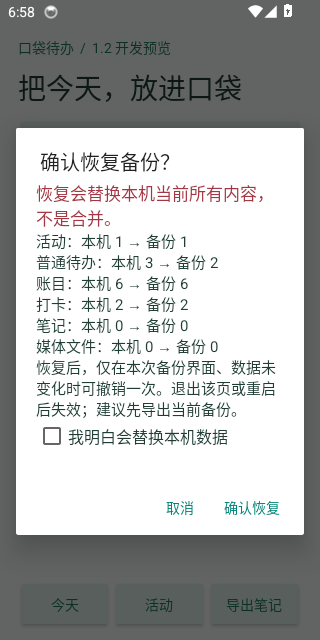 6:58
口袋待办 / 1.2 开发预览
把今天，放进口袋
确认恢复备份？
恢复会替换本机当前所有内容，
不是合并。
活动：本机 1 → 备份 1
普通待办：本机 3 → 备份 2
账目：本机 6 → 备份 6
打卡：本机 2 → 备份 2
笔记：本机 0 → 备份 0
媒体文件：本机 0 → 备份 0
恢复后，仅在本次备份界面、数据未
变化时可撤销一次。退出该页或重启
后失效；建议先导出当前备份。
我明白会替换本机数据
取消 确认恢复
今天 活动 导出笔记